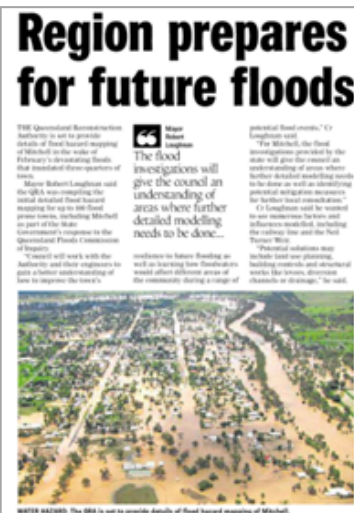 Region prepares
for future floods
THE Queensland Reconstruction
Authority is set to provide
details of flood hazard mapping
of Mitchell in the wake of
February's devastating floods
that inundated three-quarters of
town.
Mayor Robert Loughnan said
the QRA was compiling the
initial detailed flood hazard
mapping for up to 100 flood
prone towns, including Mitchell
as part of the State
Government's response to the
Queensland Floods Commission
of Inquiry.
"Council will work with the
Authority and their engineers to
gain a better understanding of
how to improve the town's
Mayor
Robert
Loughnan
The flood
investigations will
give the council an
understanding of
areas where further
detailed modelling
needs to be done...
resilience to future flooding as
well as learning how floodwaters
would affect different areas of
the community during a range of
potential flood events," Cr
Loughnan said.
"For Mitchell, the flood
investigations provided by the
state will give the council an
understanding of areas where
further detailed modelling needs
to be done as well as identifying
potential mitigation measures
for further local consultation."
Cr Loughnan said he wanted
to see numerous factors and
influences modelled, including
the railway line and the Neil
Turner Weir.
"Potential solutions may
include land use planning,
building controls and structural
works like levees, diversion
channels or drainage," he said.
WATER HAZARD: The QRA is set to provide details of flood hazard mapping of Mitchell.